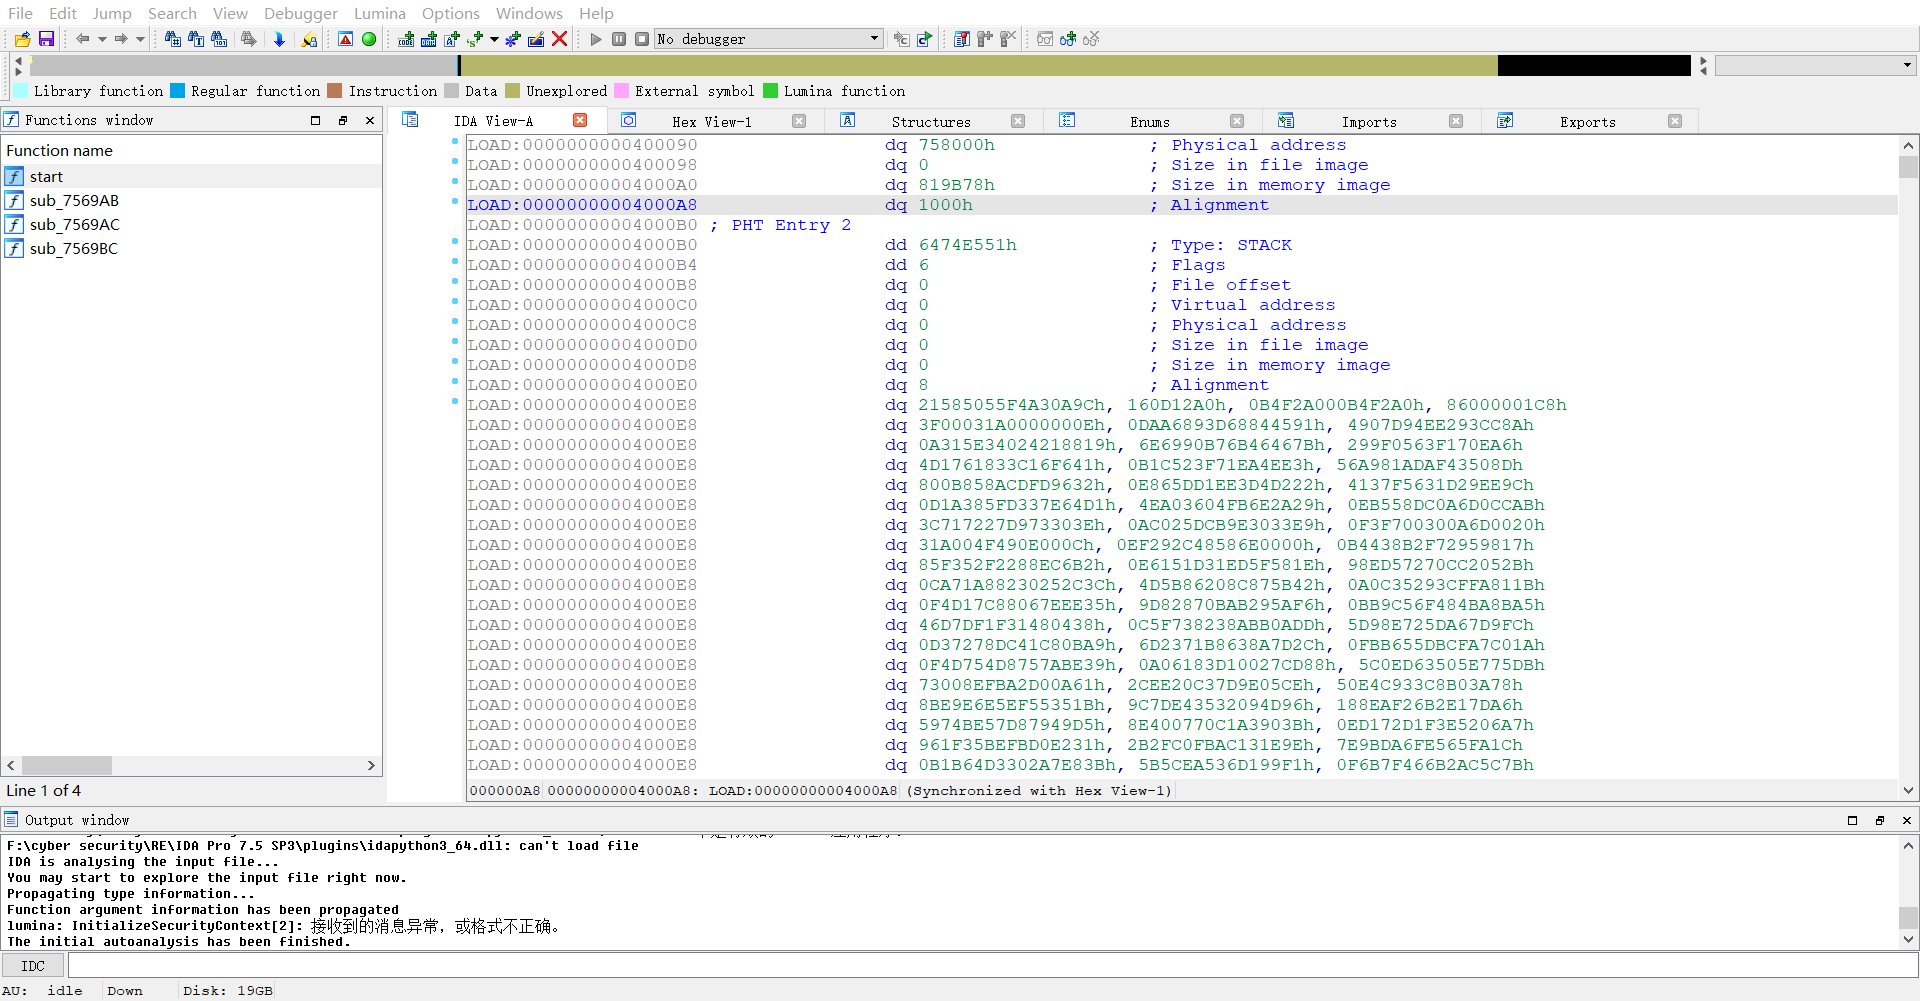 File Edit Jump Search View Debugger Lumina Options Windows Help
No debugger
Library function Regular function Instruction Data Unexplored External symbol Lumina function
Functions window
IDA View-A Hex View-1 Structures Enums Imports Exports
Function name
start
sub_7569AB
sub_7569AC
sub_7569BC
Line 1 of 4
LOAD:0000000000400090 dq 758000h ; Physical address
LOAD:0000000000400098 dq 0 ; Size in file image
LOAD:00000000004000A0 dq 819B78h ; Size in memory image
LOAD:00000000004000A8 dq 1000h ; Alignment
LOAD:00000000004000B0 ; PHT Entry 2
LOAD:00000000004000B0 dd 6474E551h ; Type: STACK
LOAD:00000000004000B4 dd 6 ; Flags
LOAD:00000000004000B8 dq 0 ; File offset
LOAD:00000000004000C0 dq 0 ; Virtual address
LOAD:00000000004000C8 dq 0 ; Physical address
LOAD:00000000004000D0 dq 0 ; Size in file image
LOAD:00000000004000D8 dq 0 ; Size in memory image
LOAD:00000000004000E0 dq 8 ; Alignment
LOAD:00000000004000E8 dq 21585055F4A30A9Ch, 160D12A0h, 0B4F2A000B4F2A0h, 86000001C8h
LOAD:00000000004000E8 dq 3F00031A0000000Eh, 0DAA6893D68844591h, 4907D94EE293CC8Ah
LOAD:00000000004000E8 dq 0A315E34024218819h, 6E6990B76B46467Bh, 299F0563F170EA6h
LOAD:00000000004000E8 dq 4D1761833C16F641h, 0B1C523F71EA4EE3h, 56A981ADAF43508Dh
LOAD:00000000004000E8 dq 800B858ACDFD9632h, 0E865DD1EE3D4D222h, 4137F5631D29EE9Ch
LOAD:00000000004000E8 dq 0D1A385FD337E64D1h, 4EA03604FB6E2A29h, 0EB558DC0A6D0CCABh
LOAD:00000000004000E8 dq 3C717227D973303Eh, 0AC025DCB9E3033E9h, 0F3F700300A6D0020h
LOAD:00000000004000E8 dq 31A004F490E000Ch, 0EF292C48586E0000h, 0B4438B2F72959817h
LOAD:00000000004000E8 dq 85F352F2288EC6B2h, 0E6151D31ED5F581Eh, 98ED57270CC2052Bh
LOAD:00000000004000E8 dq 0CA71A88230252C3Ch, 4D5B86208C875B42h, 0A0C35293CFFA811Bh
LOAD:00000000004000E8 dq 0F4D17C88067EEE35h, 9D82870BAB295AF6h, 0BB9C56F484BA8BA5h
LOAD:00000000004000E8 dq 46D7DF1F31480438h, 0C5F738238ABB0ADDh, 5D98E725DA67D9FCh
LOAD:00000000004000E8 dq 0D37278DC41C80BA9h, 6D2371B8638A7D2Ch, 0FBB655DBCFA7C01Ah
LOAD:00000000004000E8 dq 0F4D754D8757ABE39h, 0A06183D10027CD88h, 5C0ED63505E775DBh
LOAD:00000000004000E8 dq 73008EFBA2D00A61h, 2CEE20C37D9E05CEh, 50E4C933C8B03A78h
LOAD:00000000004000E8 dq 8BE9E6E5EF55351Bh, 9C7DE43532094D96h, 188EAF26B2E17DA6h
LOAD:00000000004000E8 dq 5974BE57D87949D5h, 8E400770C1A3903Bh, 0ED172D1F3E5206A7h
LOAD:00000000004000E8 dq 961F35BEFBD0E231h, 2B2FC0FBAC131E9Eh, 7E9BDA6FE565FA1Ch
LOAD:00000000004000E8 dq 0B1B64D3302A7E83Bh, 5B5CEA536D199F1h, 0F6B7F466B2AC5C7Bh
000000A8 00000000004000A8: LOAD:00000000004000A8 (Synchronized with Hex View-1)
Output window
F:\cyber security\RE\IDA Pro 7.5 SP3\plugins\idapython3_64.dll: can't load file
IDA is analysing the input file...
You may start to explore the input file right now.
Propagating type information...
Function argument information has been propagated
lumina: InitializeSecurityContext[2]: 接收到的消息异常，或格式不正确。
The initial autoanalysis has been finished.
IDC
AU: idle Down Disk: 19GB